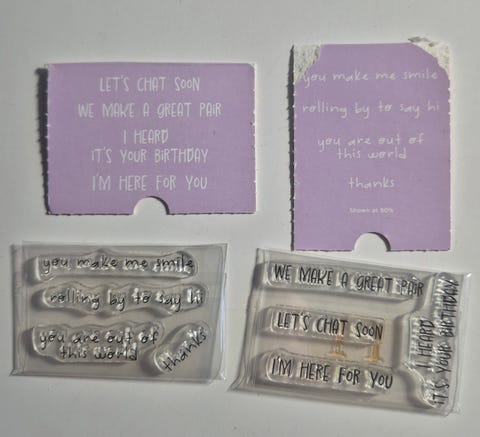 LET'S CHAT SOON
WE MAKE A GREAT PAIR
I HEARD
IT'S YOUR BIRTHDAY
I'M HERE FOR YOU
you make me smile
rolling by to say hi
you are out of
this world
thanks
Shown at 90%
you make me smile
rolling by to say hi
you are out of
this world
thanks
WE MAKE A GREAT PAIR
LET'S CHAT SOON
I'M HERE FOR YOU
I HEARD
IT'S YOUR BIRTHDAY